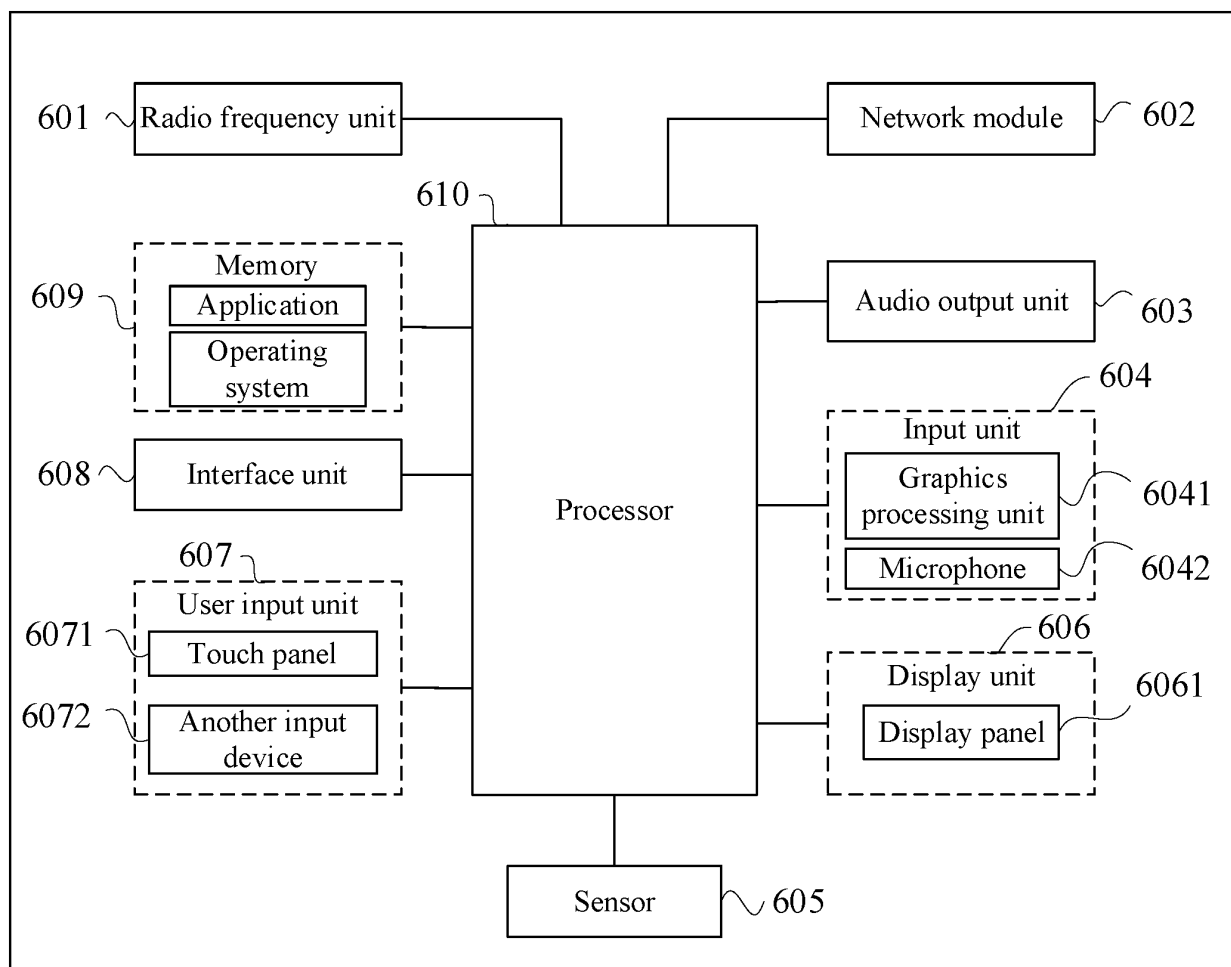 601
Radio frequency unit
Network module
602
610
609
Memory
Application
Operating
system
Audio output unit
603
604
Input unit
Graphics
processing unit
6041
Microphone
6042
608
Interface unit
Processor
607
User input unit
6071
Touch panel
6072
Another input
device
606
Display unit
6061
Display panel
Sensor
605